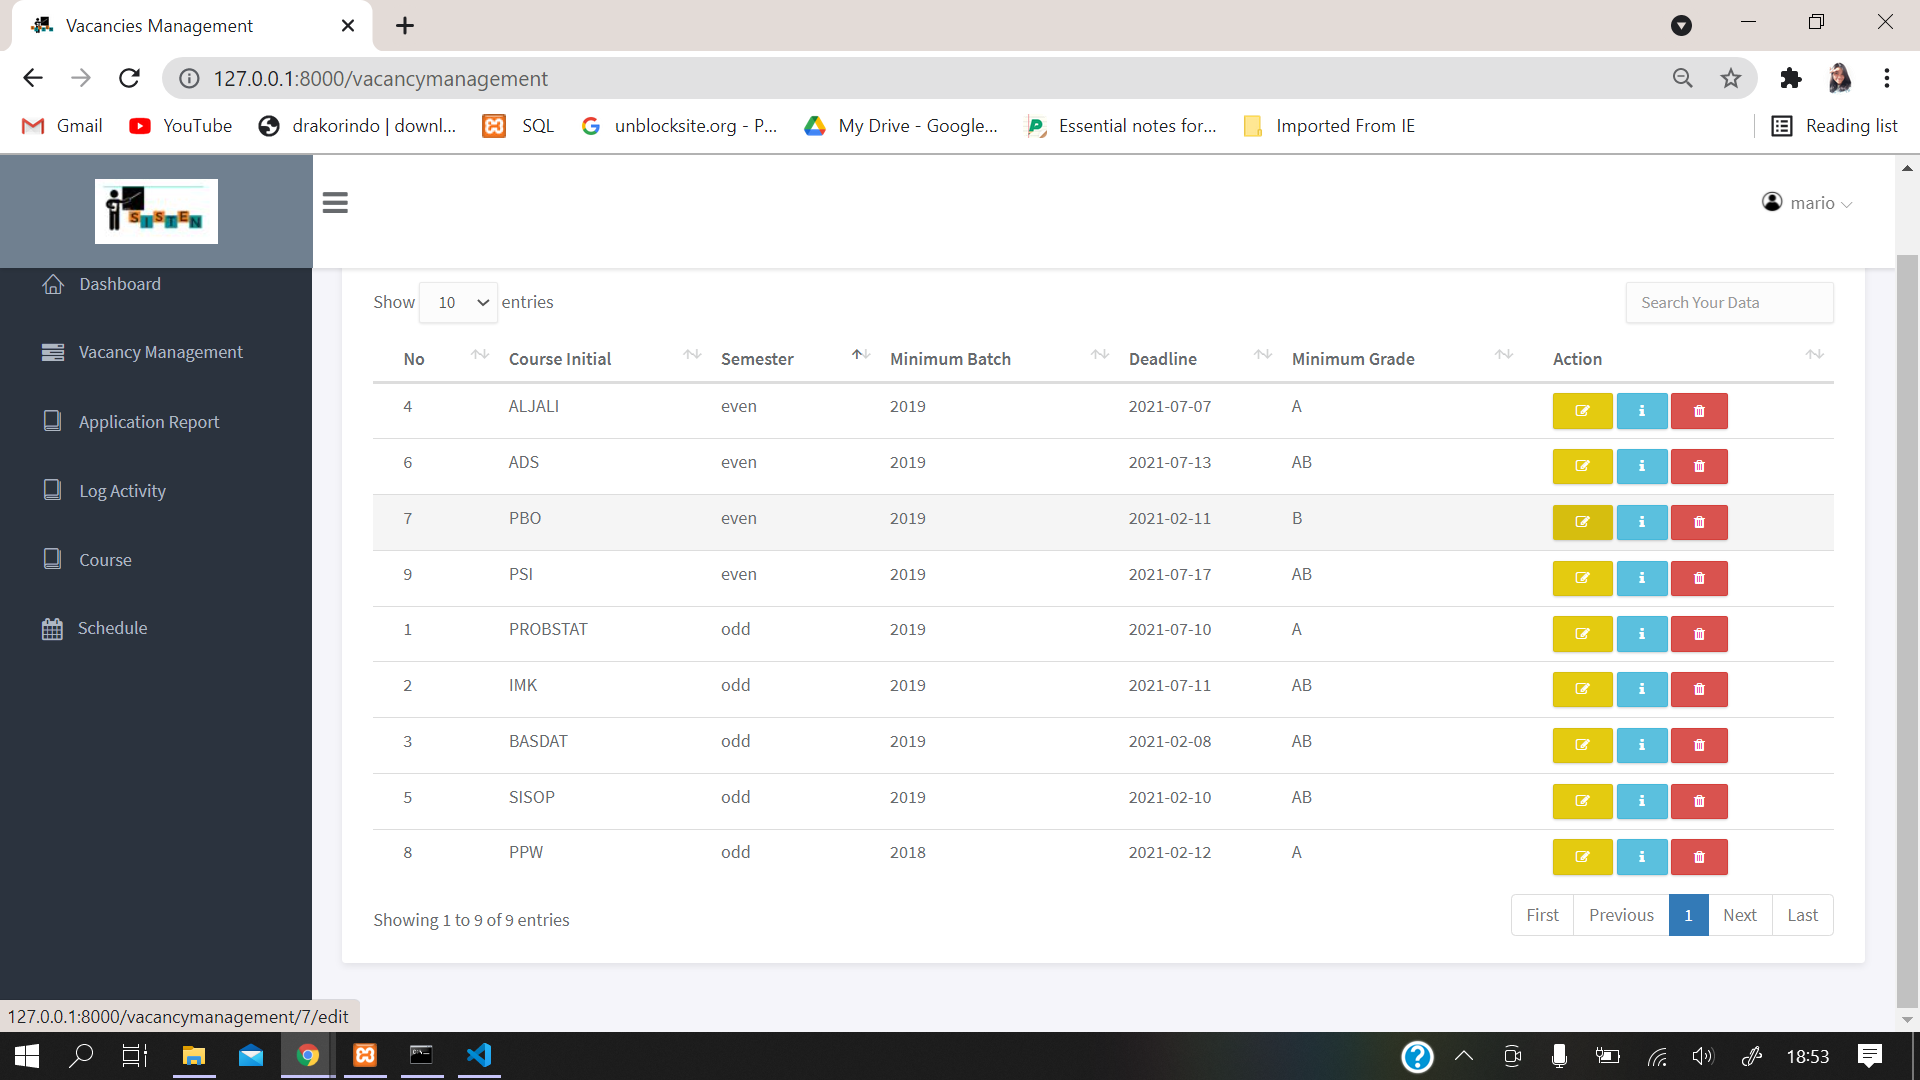 Vacancies Management
127.0.0.1:8000/vacancymanagement
Gmail YouTube drakorindo | downl... SQL unblocksite.org - P... My Drive - Google... Essential notes for... Imported From IE Reading list
SISTEN
mario
Dashboard
Vacancy Management
Application Report
Log Activity
Course
Schedule
Show 10 entries
Search Your Data
No Course Initial Semester Minimum Batch Deadline Minimum Grade Action
4 ALJALI even 2019 2021-07-07 A
6 ADS even 2019 2021-07-13 AB
7 PBO even 2019 2021-02-11 B
9 PSI even 2019 2021-07-17 AB
1 PROBSTAT odd 2019 2021-07-10 A
2 IMK odd 2019 2021-07-11 AB
3 BASDAT odd 2019 2021-02-08 AB
5 SISOP odd 2019 2021-02-10 AB
8 PPW odd 2018 2021-02-12 A
Showing 1 to 9 of 9 entries
First Previous 1 Next Last
127.0.0.1:8000/vacancymanagement/7/edit
18:53